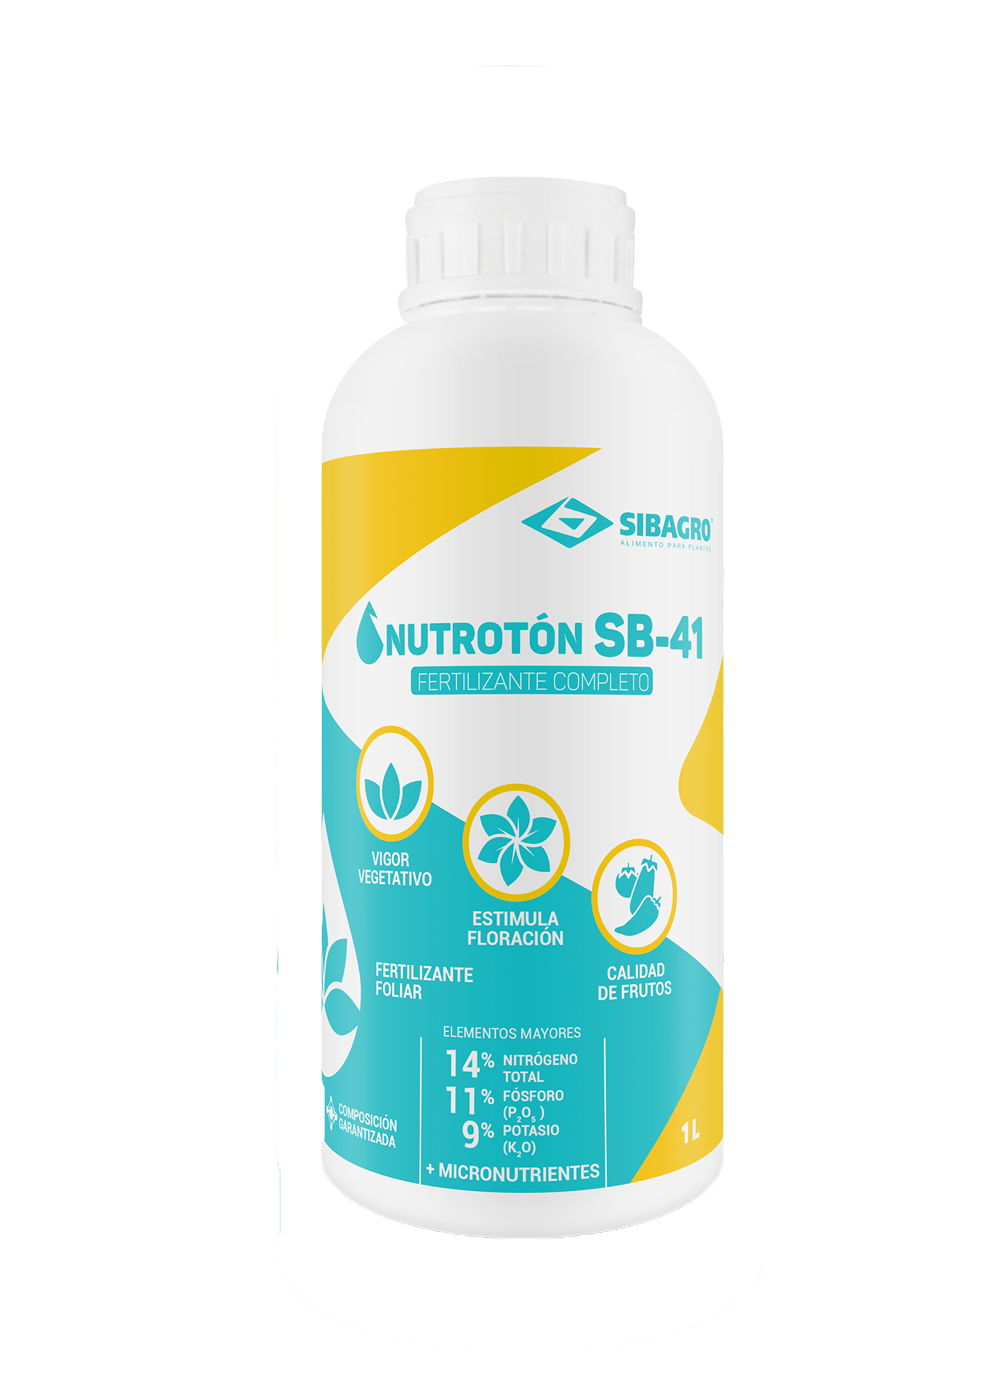 SIBAGRO
ALIMENTO PARA PLANTAS
NUTROTÓN SB-41
FERTILIZANTE COMPLETO
VIGOR
VEGETATIVO
ESTIMULA
FLORACIÓN
CALIDAD
DE FRUTOS
FERTILIZANTE
FOLIAR
ELEMENTOS MAYORES
14% NITRÓGENO
TOTAL
11% FÓSFORO
(P₂O₅)
9% POTASIO
(K₂O)
+ MICRONUTRIENTES
COMPOSICIÓN
GARANTIZADA
1 L